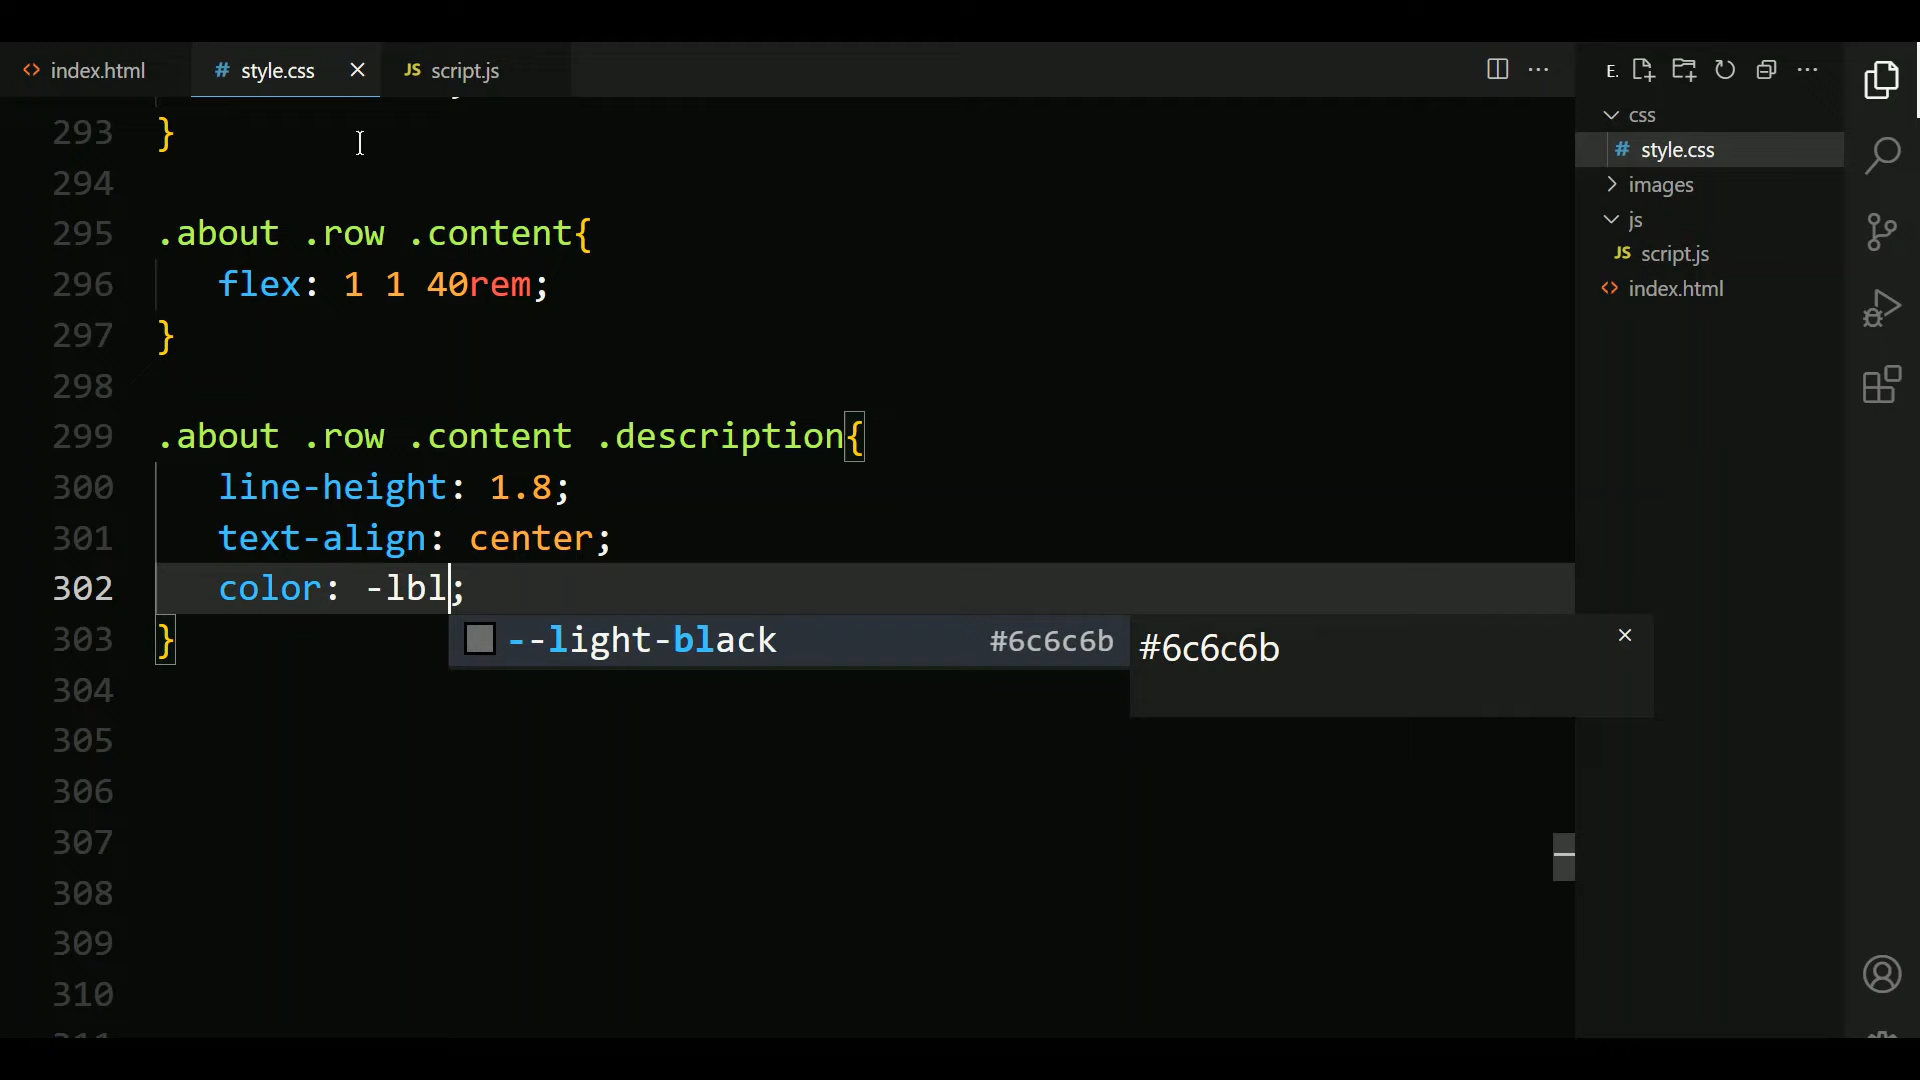 index.html
style.css
JS script.js
E.
css
style.css
images
js
JS script.js
index.html
293 }
294
295 .about .row .content{
296 flex: 1 1 40rem;
297 }
298
299 .about .row .content .description{
300 line-height: 1.8;
301 text-align: center;
302 color: -lbl;
--light-black #6c6c6b
#6c6c6b
303 }
304
305
306
307
308
309
310